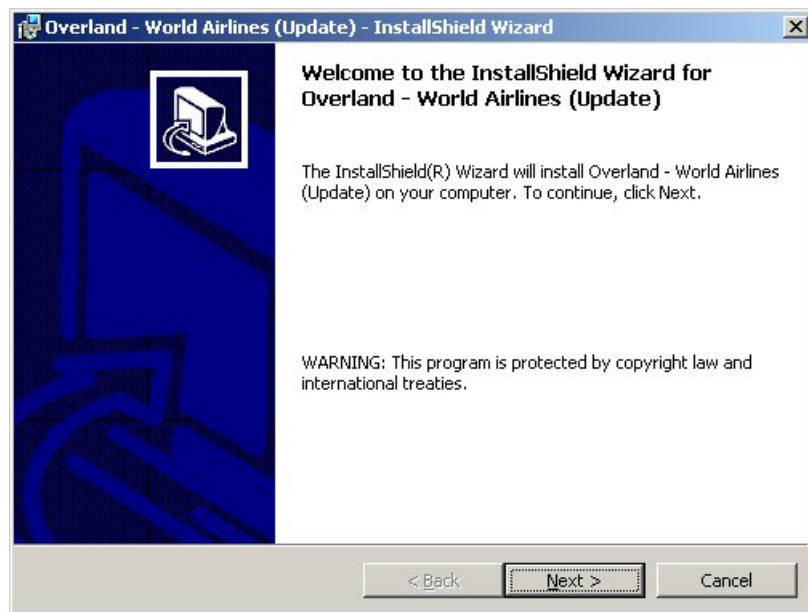 Overland - World Airlines (Update) - InstallShield Wizard
Welcome to the InstallShield Wizard for
Overland - World Airlines (Update)
The InstallShield(R) Wizard will install Overland - World Airlines
(Update) on your computer. To continue, click Next.
WARNING: This program is protected by copyright law and
international treaties.
< Back
Next >
Cancel